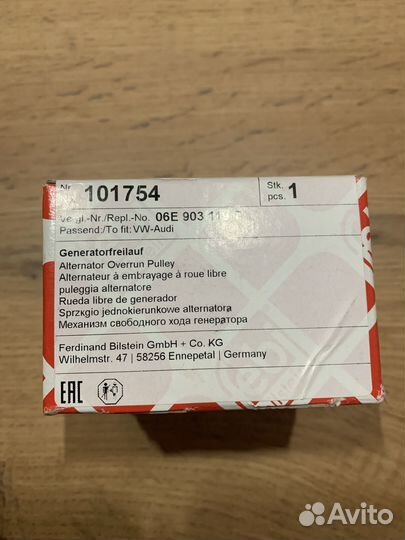 Nr. 101754
Stk. pcs. 1
Vergl-Nr./Repl.-No. 06E 903
Passend:/To fit: VW-Audi
Generatorfreilauf
Alternator Overrun Pulley
Alternateur à embrayage à roue libre
puleggia alternatore
Rueda libre de generador
Sprzęgło jednokierunkowe alternatora
Механизм свободного хода генератора
Ferdinand Bilstein GmbH + Co. KG
Wilhelmstr. 47 | 58256 Ennepetal | Germany
EAC
febi
Avito